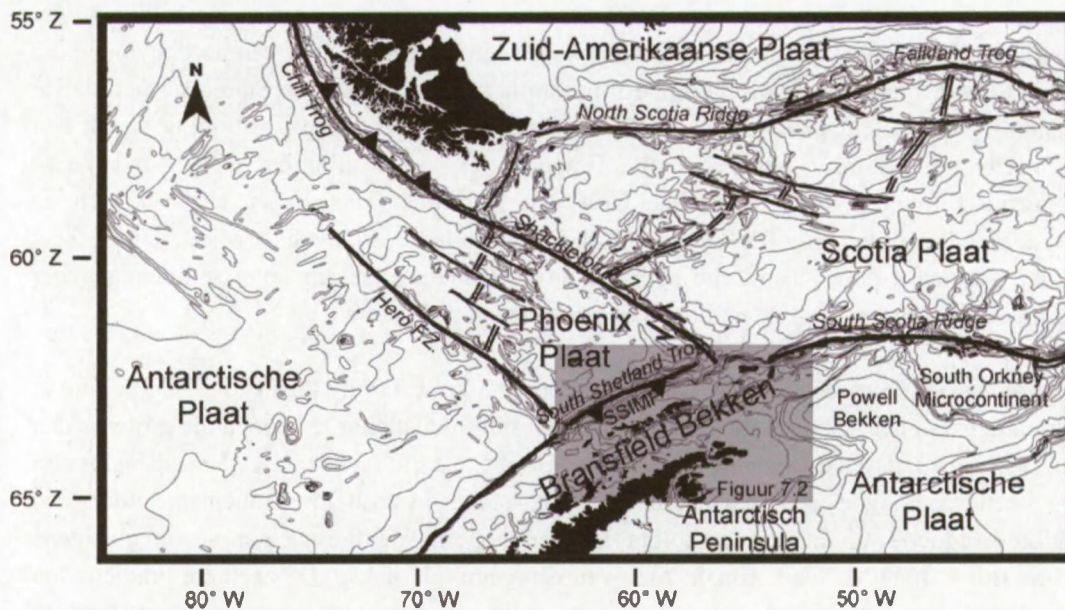 55° Z
60° Z
65° Z
N
Zuid-Amerikaanse Plaat
Falkland Trog
Chili Trog
North Scotia Ridge
Scotia Plaat
Hero F.Z.
Phoenix
Plaat
South Scotia Ridge
Antarctische
Plaat
SSIMP
Bransfield Bekken
Powell
Bekken
South Orkney
Microcontinent
Figuur 7.2
Antarctisch
Peninsula
Antarctische
Plaat
South Shetland
80° W
70° W
60° W
50° W